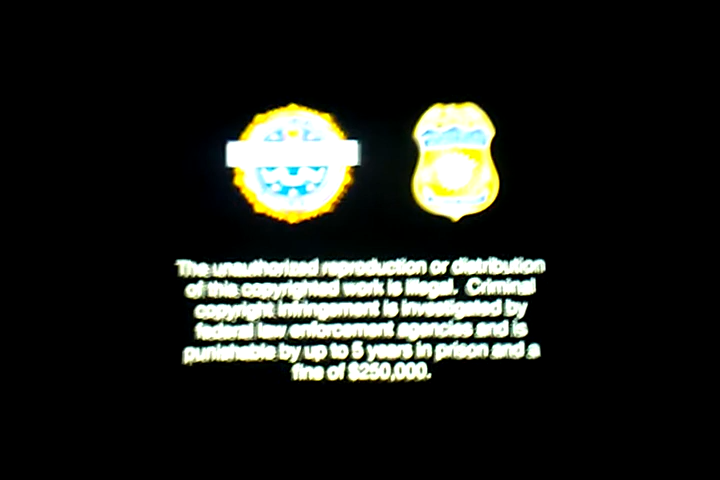 The unauthorized reproduction or distribution
of this copyrighted work is illegal. Criminal
copyright infringement is investigated by
federal law enforcement agencies and is
punishable by up to 5 years in prison and a
fine of $250,000.